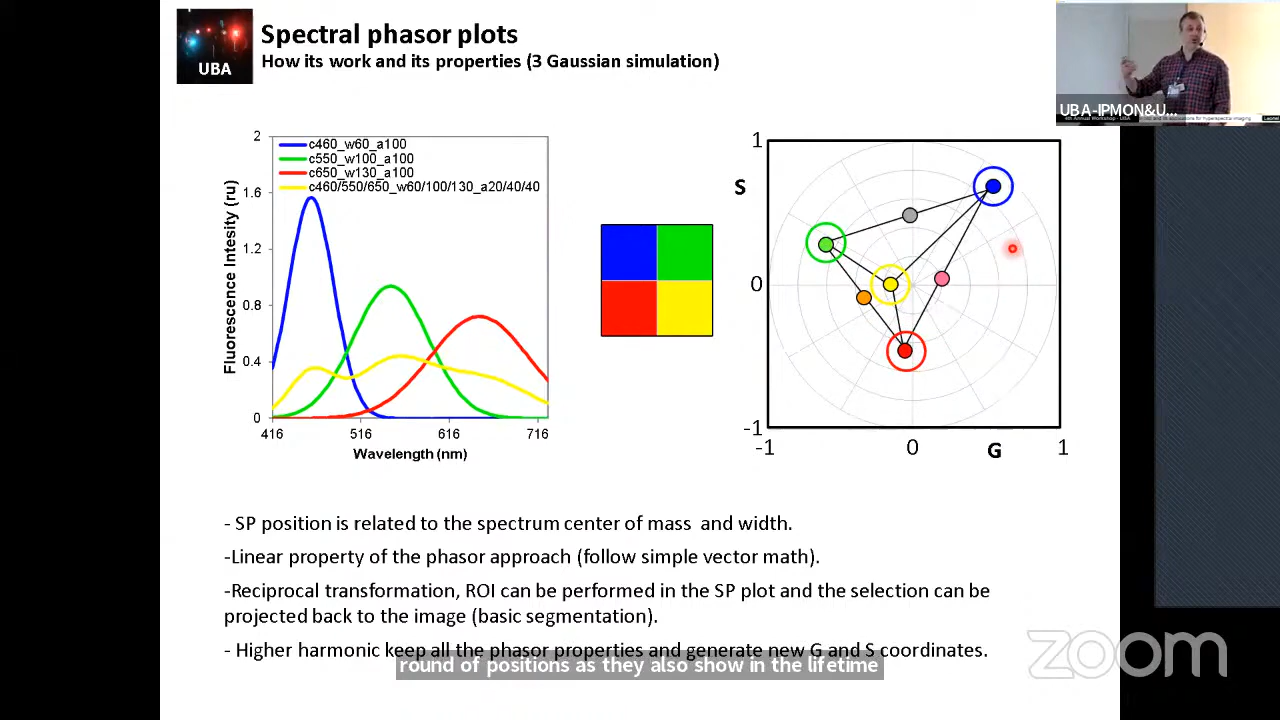 UBA
Spectral phasor plots
How its work and its properties (3 Gaussian simulation)
UBA-IPMON&U...
2
1.6
1.2
0.8
0.4
0
Fluorescence Intesity (ru)
c460_w60_a100
c550_w100_a100
c650_w130_a100
c460/550/650_w60/100/130_a20/40/40
416
516
616
716
Wavelength (nm)
1
S
0
-1
-1
0
G
1
- SP position is related to the spectrum center of mass and width.
-Linear property of the phasor approach (follow simple vector math).
-Reciprocal transformation, ROI can be performed in the SP plot and the selection can be
projected back to the image (basic segmentation).
- Higher harmonic keep all the phasor properties and generate new G and S coordinates.
round of positions as they also show in the lifetime
zoom